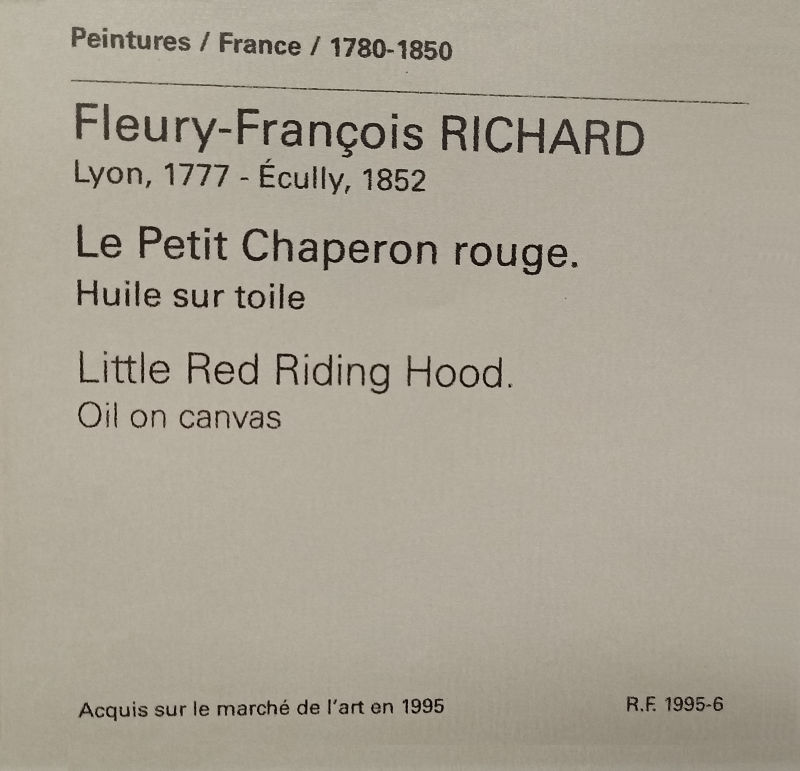 Peintures / France / 1780-1850
Fleury-François RICHARD
Lyon, 1777 - Écully, 1852
Le Petit Chaperon rouge.
Huile sur toile
Little Red Riding Hood.
Oil on canvas
Acquis sur le marché de l'art en 1995
R.F. 1995-6